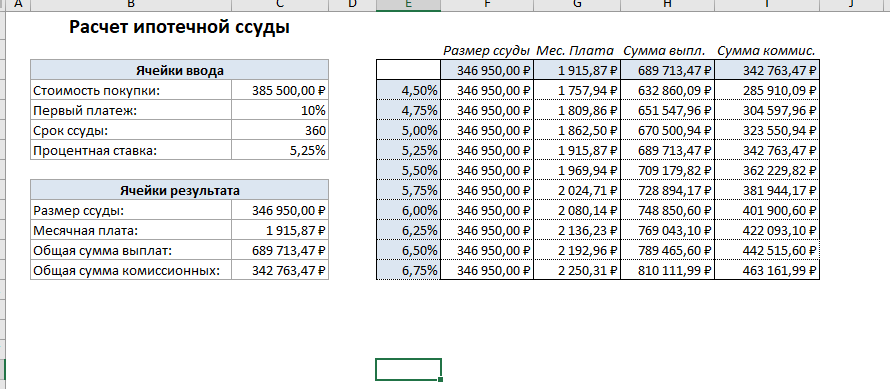 A B C D E F G H I J
Расчет ипотечной ссуды
Размер ссуды Мес. Плата Сумма выпл. Сумма коммис.
Ячейки ввода 346 950,00 ₽ 1 915,87 ₽ 689 713,47 ₽ 342 763,47 ₽
Стоимость покупки: 385 500,00 ₽ 4,50% 346 950,00 ₽ 1 757,94 ₽ 632 860,09 ₽ 285 910,09 ₽
Первый платеж: 10% 4,75% 346 950,00 ₽ 1 809,86 ₽ 651 547,96 ₽ 304 597,96 ₽
Срок ссуды: 360 5,00% 346 950,00 ₽ 1 862,50 ₽ 670 500,94 ₽ 323 550,94 ₽
Процентная ставка: 5,25% 5,25% 346 950,00 ₽ 1 915,87 ₽ 689 713,47 ₽ 342 763,47 ₽
5,50% 346 950,00 ₽ 1 969,94 ₽ 709 179,82 ₽ 362 229,82 ₽
Ячейки результата 5,75% 346 950,00 ₽ 2 024,71 ₽ 728 894,17 ₽ 381 944,17 ₽
Размер ссуды: 346 950,00 ₽ 6,00% 346 950,00 ₽ 2 080,14 ₽ 748 850,60 ₽ 401 900,60 ₽
Месячная плата: 1 915,87 ₽ 6,25% 346 950,00 ₽ 2 136,23 ₽ 769 043,10 ₽ 422 093,10 ₽
Общая сумма выплат: 689 713,47 ₽ 6,50% 346 950,00 ₽ 2 192,96 ₽ 789 465,60 ₽ 442 515,60 ₽
Общая сумма комиссионных: 342 763,47 ₽ 6,75% 346 950,00 ₽ 2 250,31 ₽ 810 111,99 ₽ 463 161,99 ₽